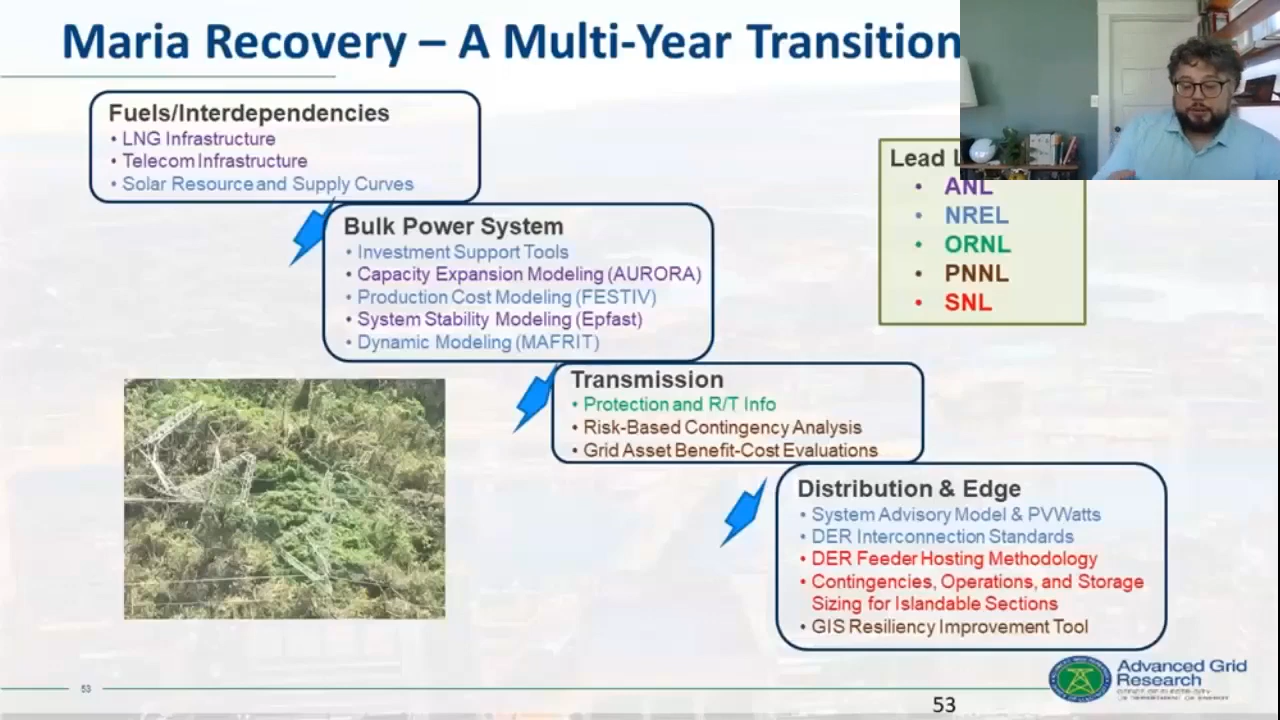 Maria Recovery – A Multi-Year Transition
Fuels/Interdependencies
• LNG Infrastructure
• Telecom Infrastructure
• Solar Resource and Supply Curves
Lead
• ANL
• NREL
• ORNL
• PNNL
• SNL
Bulk Power System
• Investment Support Tools
• Capacity Expansion Modeling (AURORA)
• Production Cost Modeling (FESTIV)
• System Stability Modeling (Epfast)
• Dynamic Modeling (MAFRIT)
Transmission
• Protection and R/T Info
• Risk-Based Contingency Analysis
• Grid Asset Benefit-Cost Evaluations
Distribution & Edge
• System Advisory Model & PVWatts
• DER Interconnection Standards
• DER Feeder Hosting Methodology
• Contingencies, Operations, and Storage
Sizing for Islandable Sections
• GIS Resiliency Improvement Tool
Advanced Grid
Research
53
53